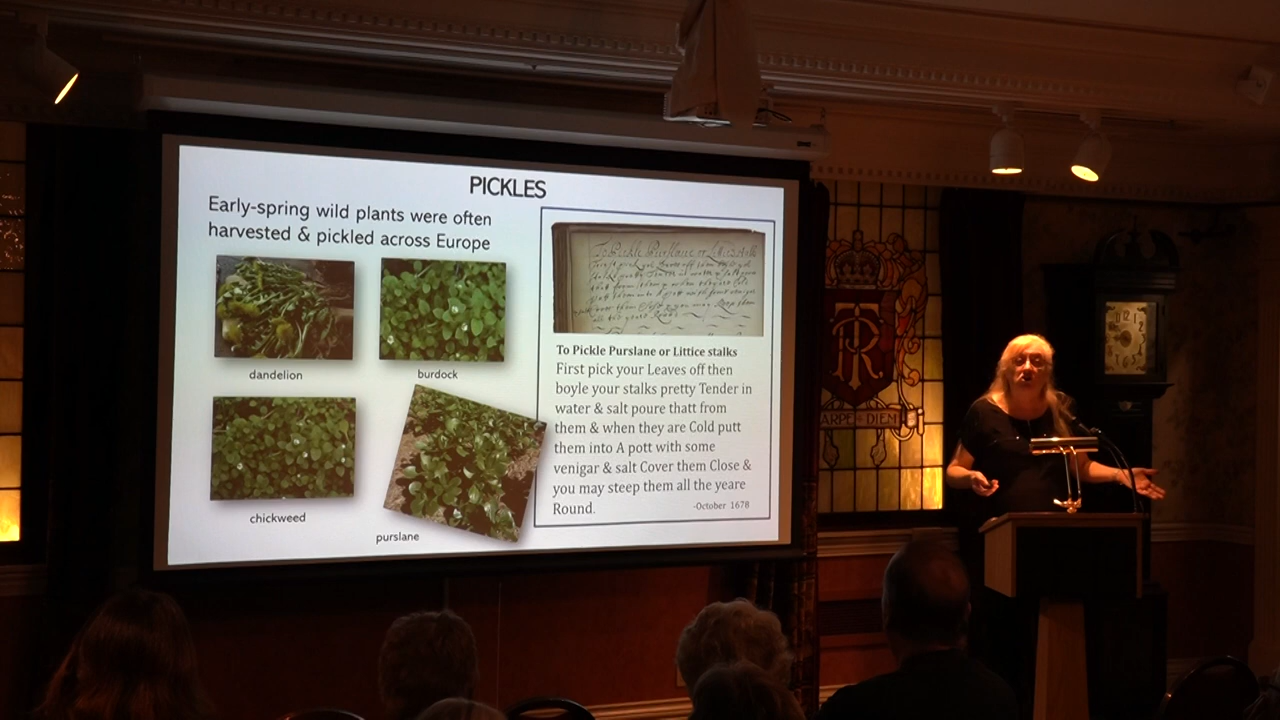 PICKLES
Early-spring wild plants were often
harvested & pickled across Europe
dandelion
burdock
chickweed
purslane
To Pickle Purslane or Littice stalks
First pick your Leaves off then
boyle your stalks pretty Tender in
water & salt poure thatt from
them & when they are Cold putt
them into A pott with some
venigar & salt Cover them Close &
you may steep them all the yeare
Round.
-October 1678
TR
ARPE DIEM